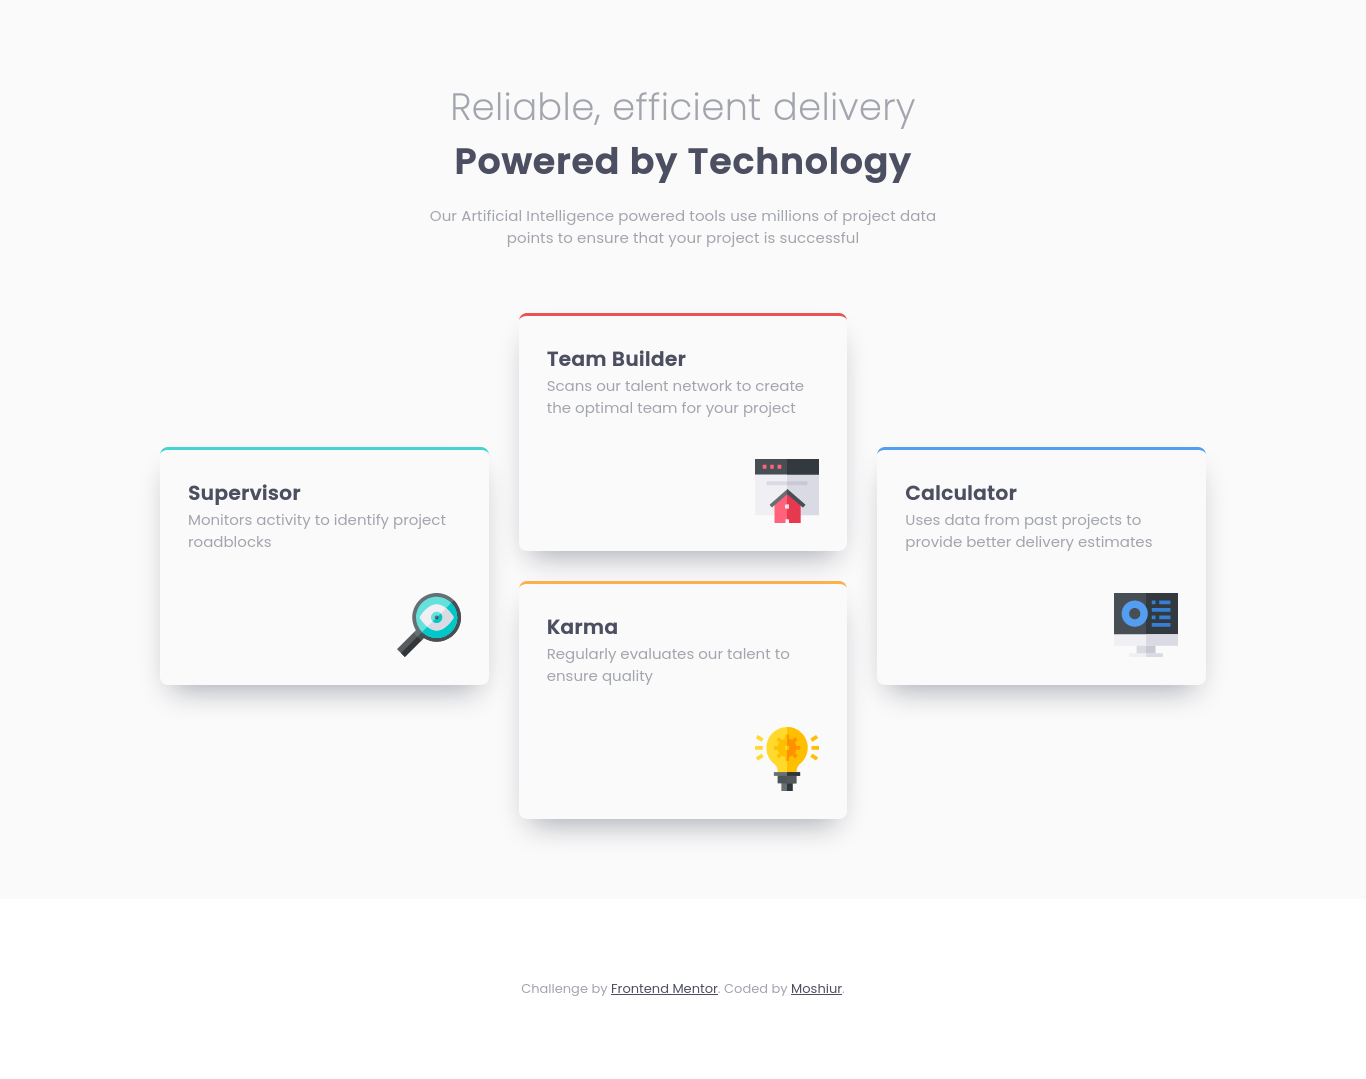 Reliable, efficient delivery
Powered by Technology
Our Artificial Intelligence powered tools use millions of project data
points to ensure that your project is successful
Team Builder
Scans our talent network to create
the optimal team for your project
Supervisor
Monitors activity to identify project
roadblocks
Calculator
Uses data from past projects to
provide better delivery estimates
Karma
Regularly evaluates our talent to
ensure quality
Challenge by Frontend Mentor. Coded by Moshiur.